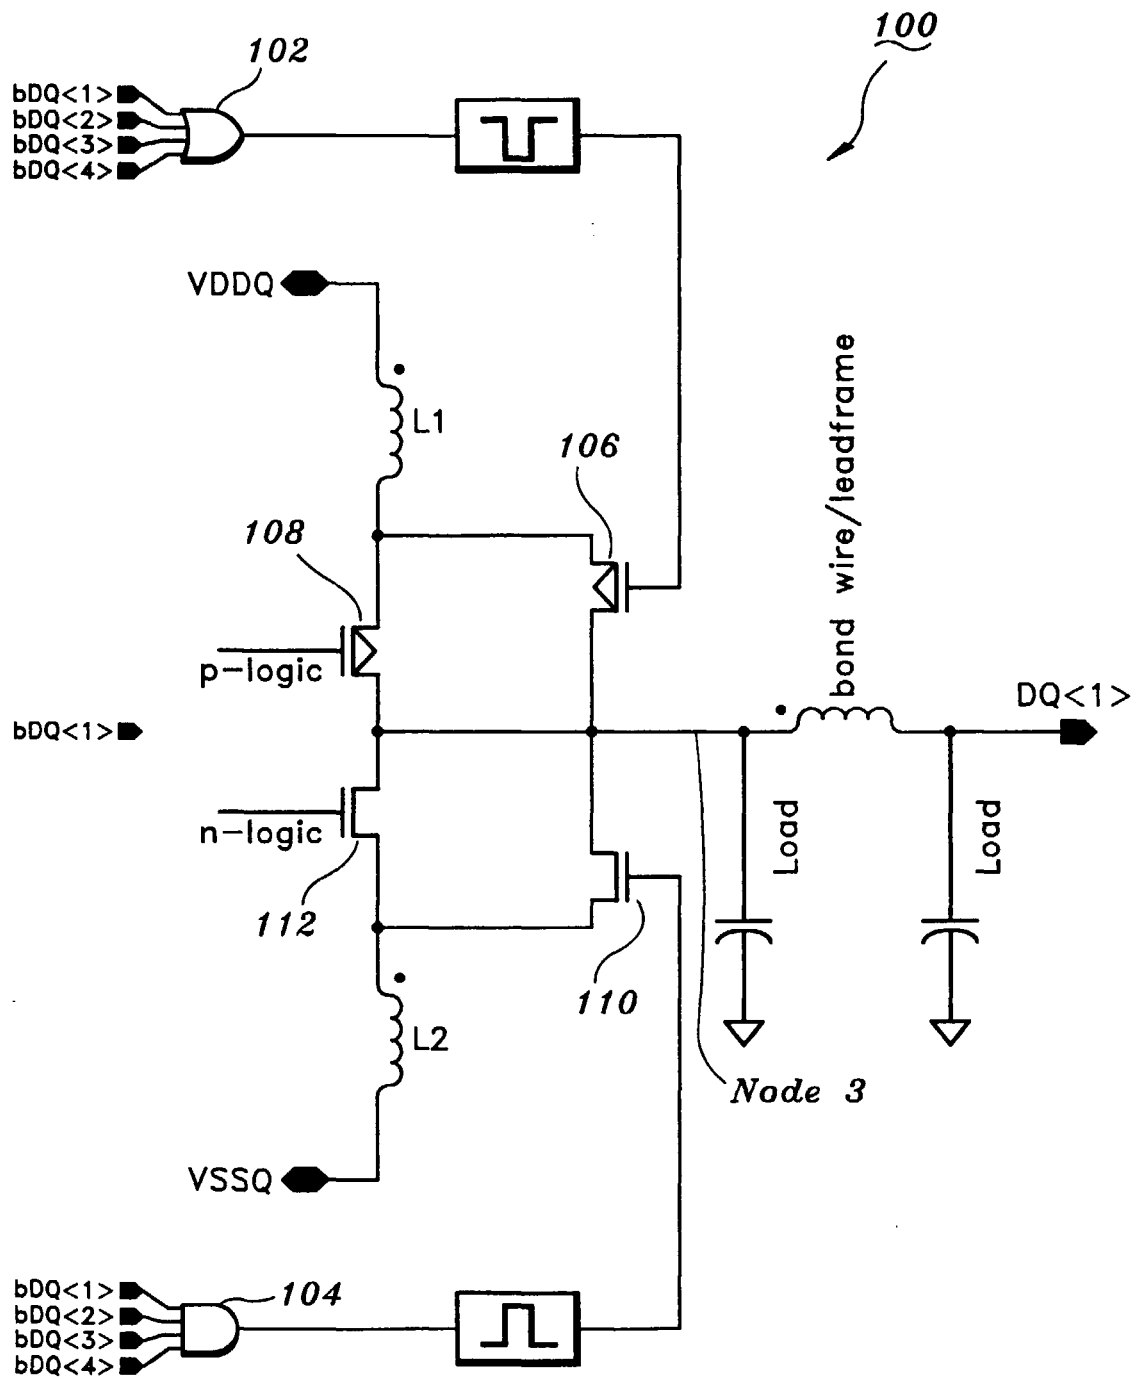 100
102
bDQ<1>
bDQ<2>
bDQ<3>
bDQ<4>
VDDQ
L1
106
108
bond wire/leadframe
p-logic
bDQ<1>
DQ<1>
n-logic
Load
Load
112
110
L2
Node 3
VSSQ
bDQ<1>
bDQ<2>
bDQ<3>
bDQ<4>
104